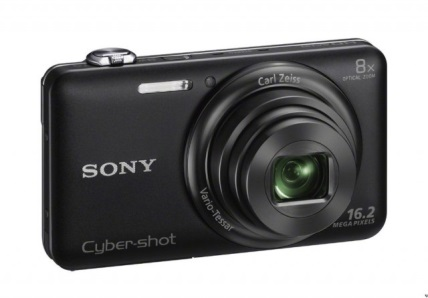 Carl Zeiss
8x
OPTICAL ZOOM
SONY
Vario-Tessar
16.2
MEGA PIXELS
Cyber-shot